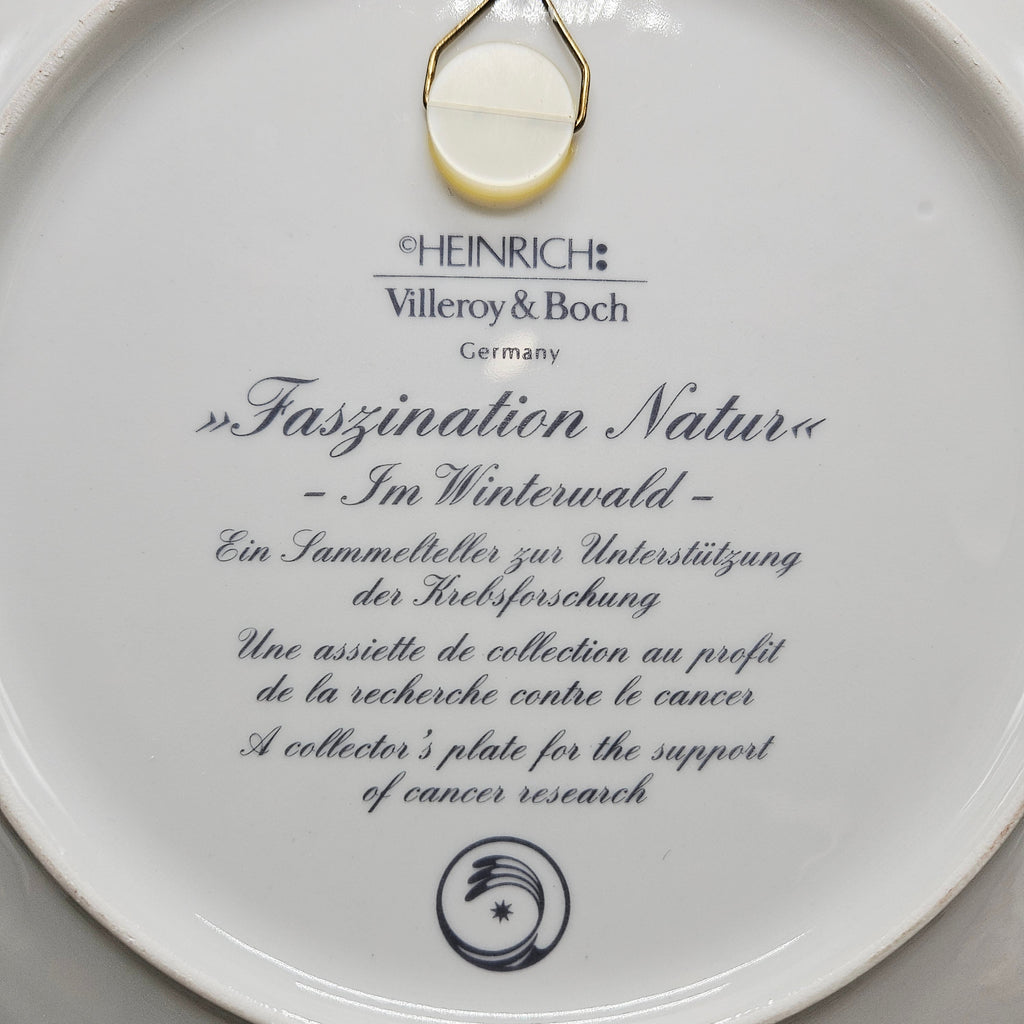 ©HEINRICH:
Villeroy & Boch
Germany
»Faszination Natur«
– Im Winterwald –
Ein Sammelteller zur Unterstützung
der Krebsforschung
Une assiette de collection au profit
de la recherche contre le cancer
A collector's plate for the support
of cancer research